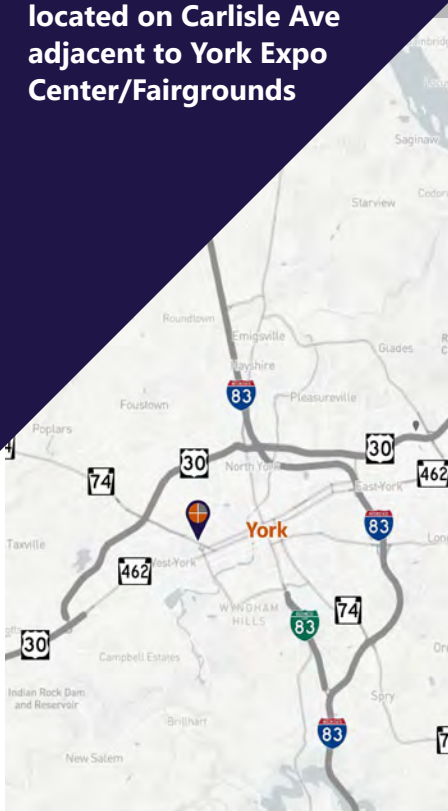 located on Carlisle Ave
adjacent to York Expo
Center/Fairgrounds
Saginaw
Starview
Roundtown
Emigsville
Glades
Bayshire
83
Foustown
Pleasureville
Poplars
30
30
74
North York
462
East-York
83
York
Taxville
West-York
462
WYNDHAM
HILLS
74
83
30
Campbell Estates
Indian Rock Dam
and Reservoir
Spry
Brillhart
83
New Salem